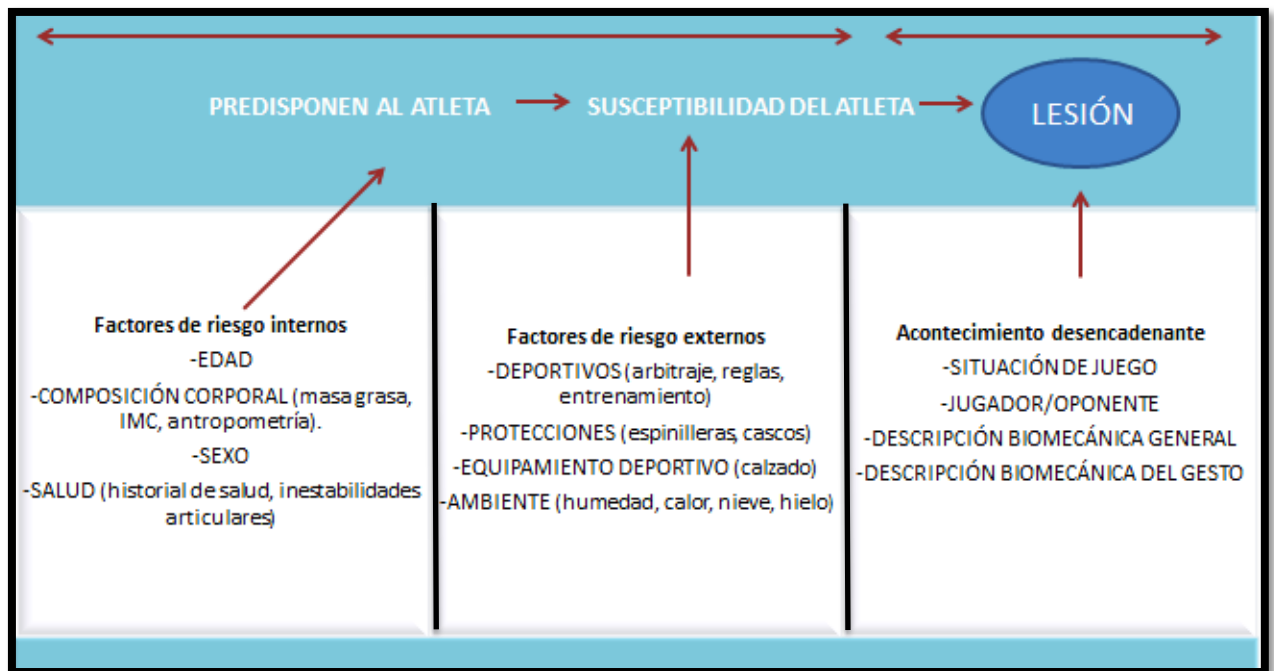 PREDISPONEN AL ATLETA
SUSCEPTIBILIDAD DEL ATLETA
LESIÓN
Factores de riesgo internos
-EDAD
-COMPOSICIÓN CORPORAL (masa grasa,
IMC, antropometría).
-SEXO
-SALUD (historial de salud, inestabilidades
articulares)
Factores de riesgo externos
-DEPORTIVOS (arbitraje, reglas,
entrenamiento)
-PROTECCIONES (espinilleras, cascos)
-EQUIPAMIENTO DEPORTIVO (calzado)
-AMBIENTE (humedad, calor, nieve, hielo)
Acontecimiento desencadenante
-SITUACIÓN DE JUEGO
-JUGADOR/OPONENTE
-DESCRIPCIÓN BIOMECÁNICA GENERAL
-DESCRIPCIÓN BIOMECÁNICA DEL GESTO